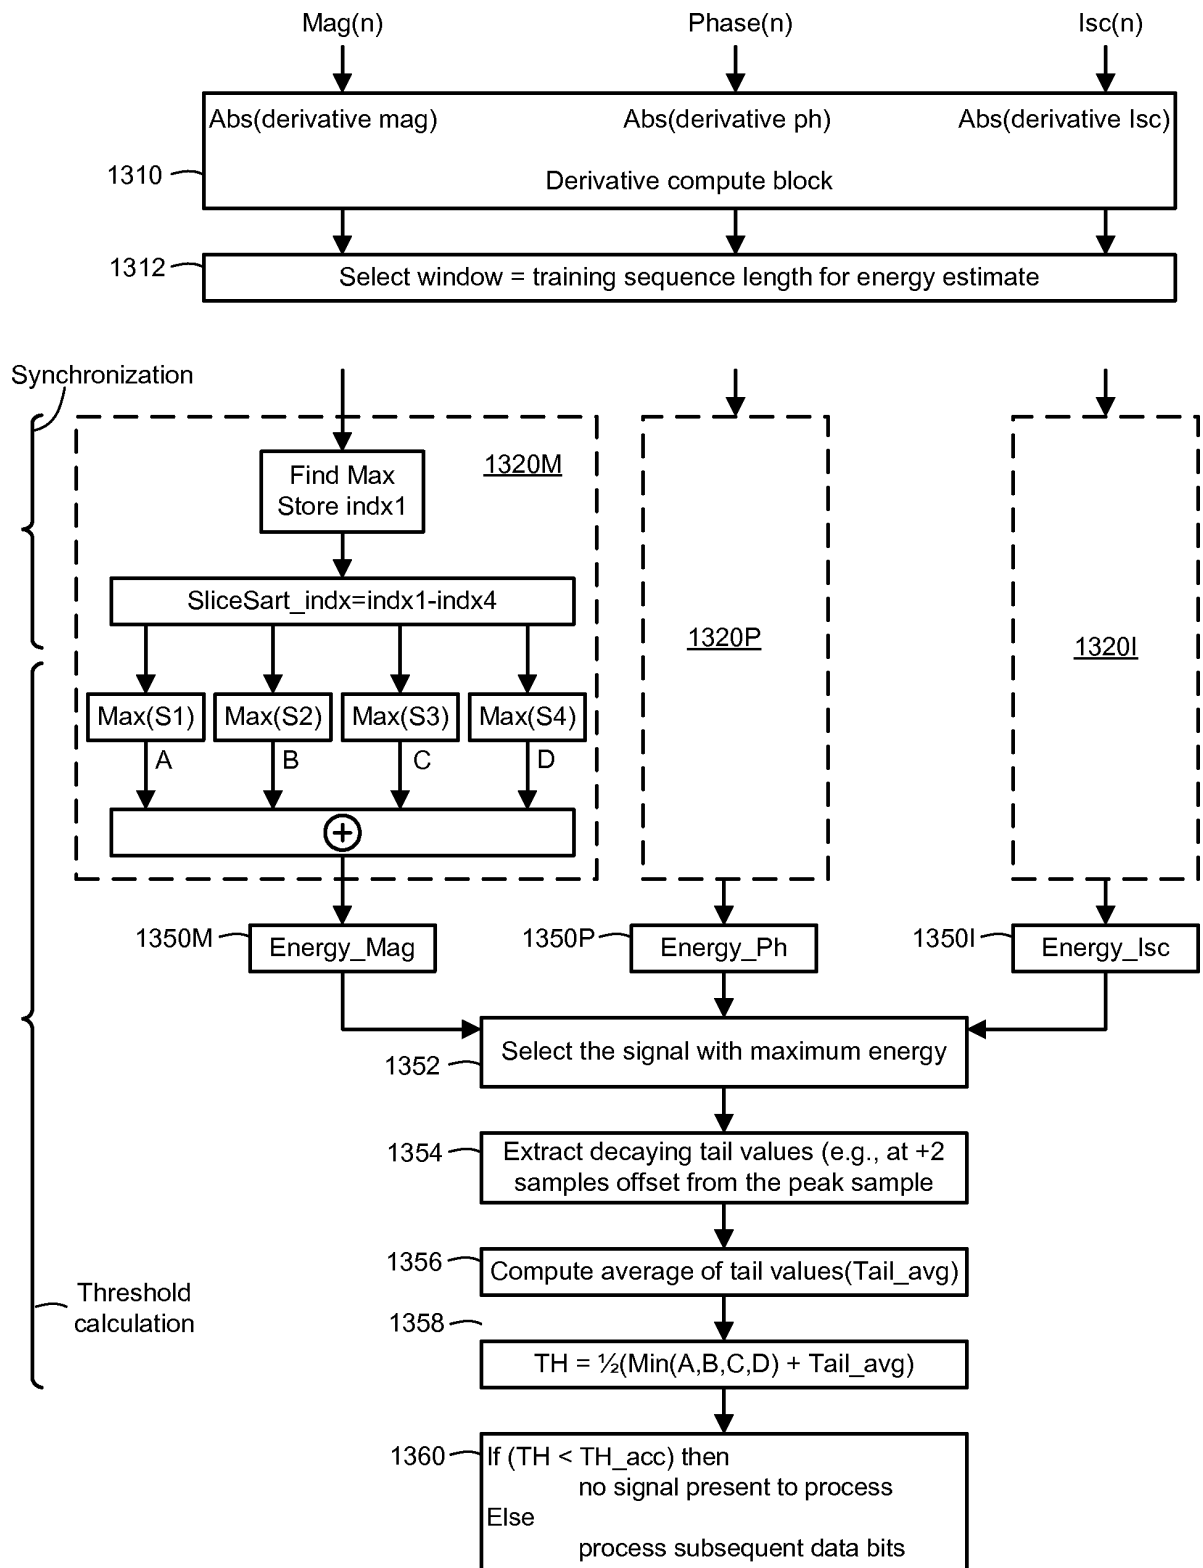 Mag(n) Phase(n) Isc(n)
Abs(derivative mag) Abs(derivative ph) Abs(derivative Isc)
1310
Derivative compute block
1312
Select window = training sequence length for energy estimate
Synchronization
1320M
Find Max
Store indx1
SliceSart_indx=indx1-indx4
1320P
1320I
Max(S1) Max(S2) Max(S3) Max(S4)
A B C D
+
1350M Energy_Mag 1350P Energy_Ph 1350I Energy_Isc
Select the signal with maximum energy
1352
1354
Extract decaying tail values (e.g., at +2
samples offset from the peak sample
1356
Compute average of tail values(Tail_avg)
Threshold
calculation
1358
TH = ½(Min(A,B,C,D) + Tail_avg)
1360
If (TH < TH_acc) then
no signal present to process
Else
process subsequent data bits